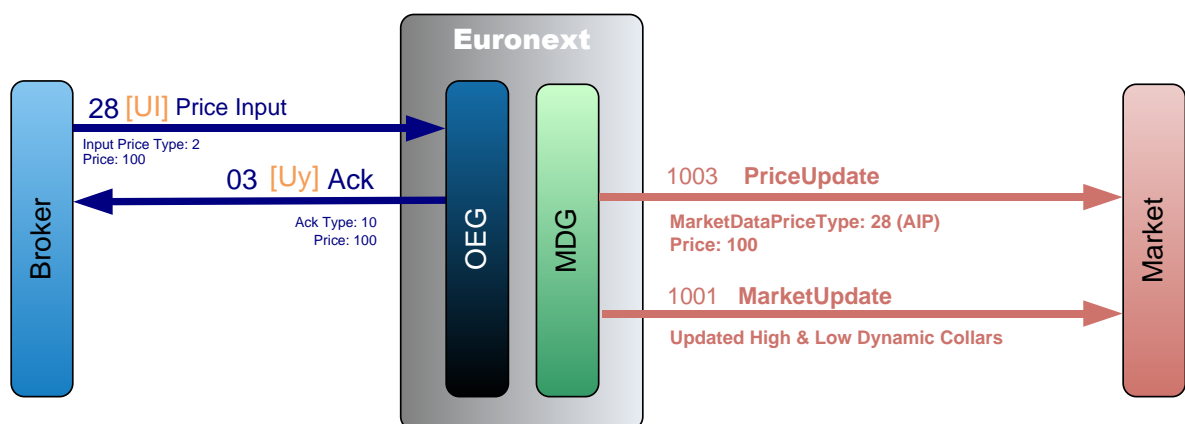 Euronext
28 [UI] Price Input
Input Price Type: 2
Price: 100
03 [Uy] Ack
Ack Type: 10
Price: 100
Broker
OEG
MDG
1003 PriceUpdate
MarketDataPriceType: 28 (AIP)
Price: 100
1001 MarketUpdate
Updated High & Low Dynamic Collars
Market